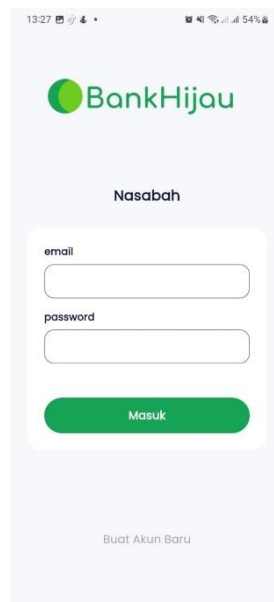 13:27 54%
BankHijau
Nasabah
email
password
Masuk
Buat Akun Baru